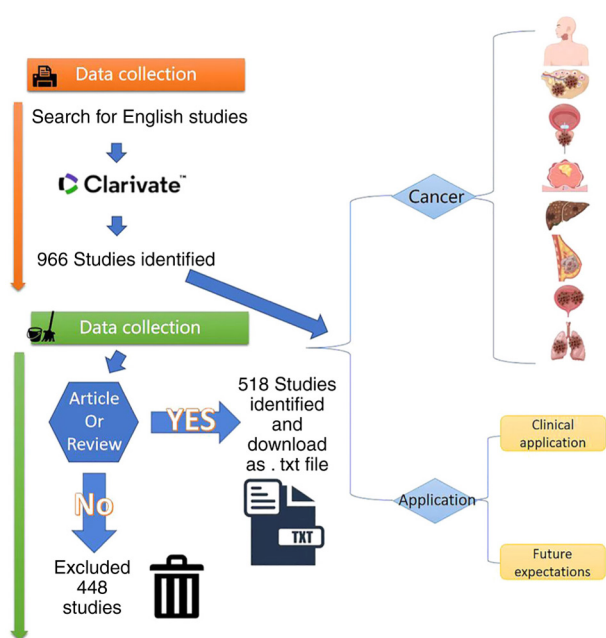 Data collection
Search for English studies
Clarivate™
966 Studies identified
Data collection
Article
Or
Review
YES
518 Studies
identified
and
download
as . txt file
TXT
No
Excluded
448
studies
Cancer
Application
Clinical
application
Future
expectations